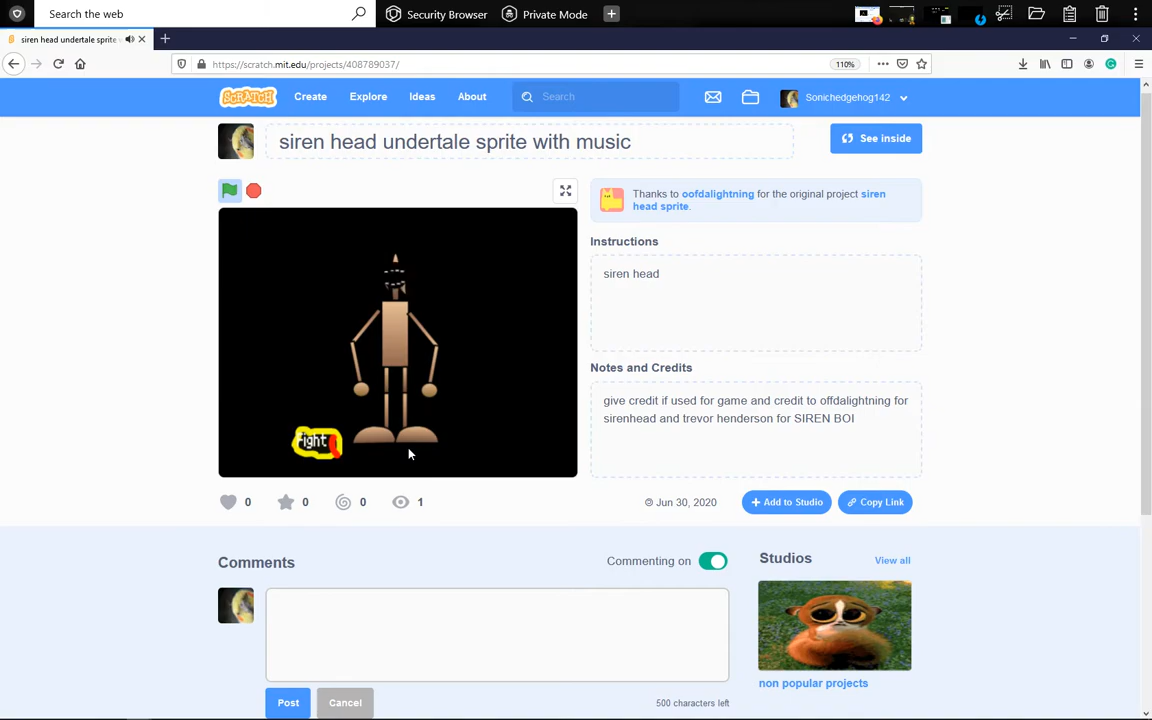 Search the web
Security Browser
Private Mode
siren head undertale sprite
https://scratch.mit.edu/projects/408789037/
110%
SCRATCH
Create
Explore
Ideas
About
Search
Sonichedgehog142
siren head undertale sprite with music
See inside
Thanks to oofdalightning for the original project siren
head sprite.
Instructions
siren head
Notes and Credits
give credit if used for game and credit to offdalightning for
sirenhead and trevor henderson for SIREN BOI
fight
0
0
0
1
© Jun 30, 2020
Add to Studio
Copy Link
Comments
Commenting on
Studios
View all
non popular projects
Post
Cancel
500 characters left